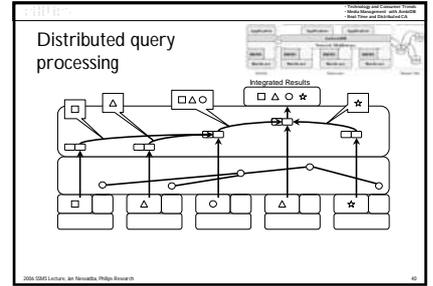 • Technology and Consumer Trends
• Media Management with AmbiDB
• Real Time and Distributed CA
Distributed query
processing
Integrated Results
2006 SSMS Lecture, Jan Nesvadba, Philips Research
40